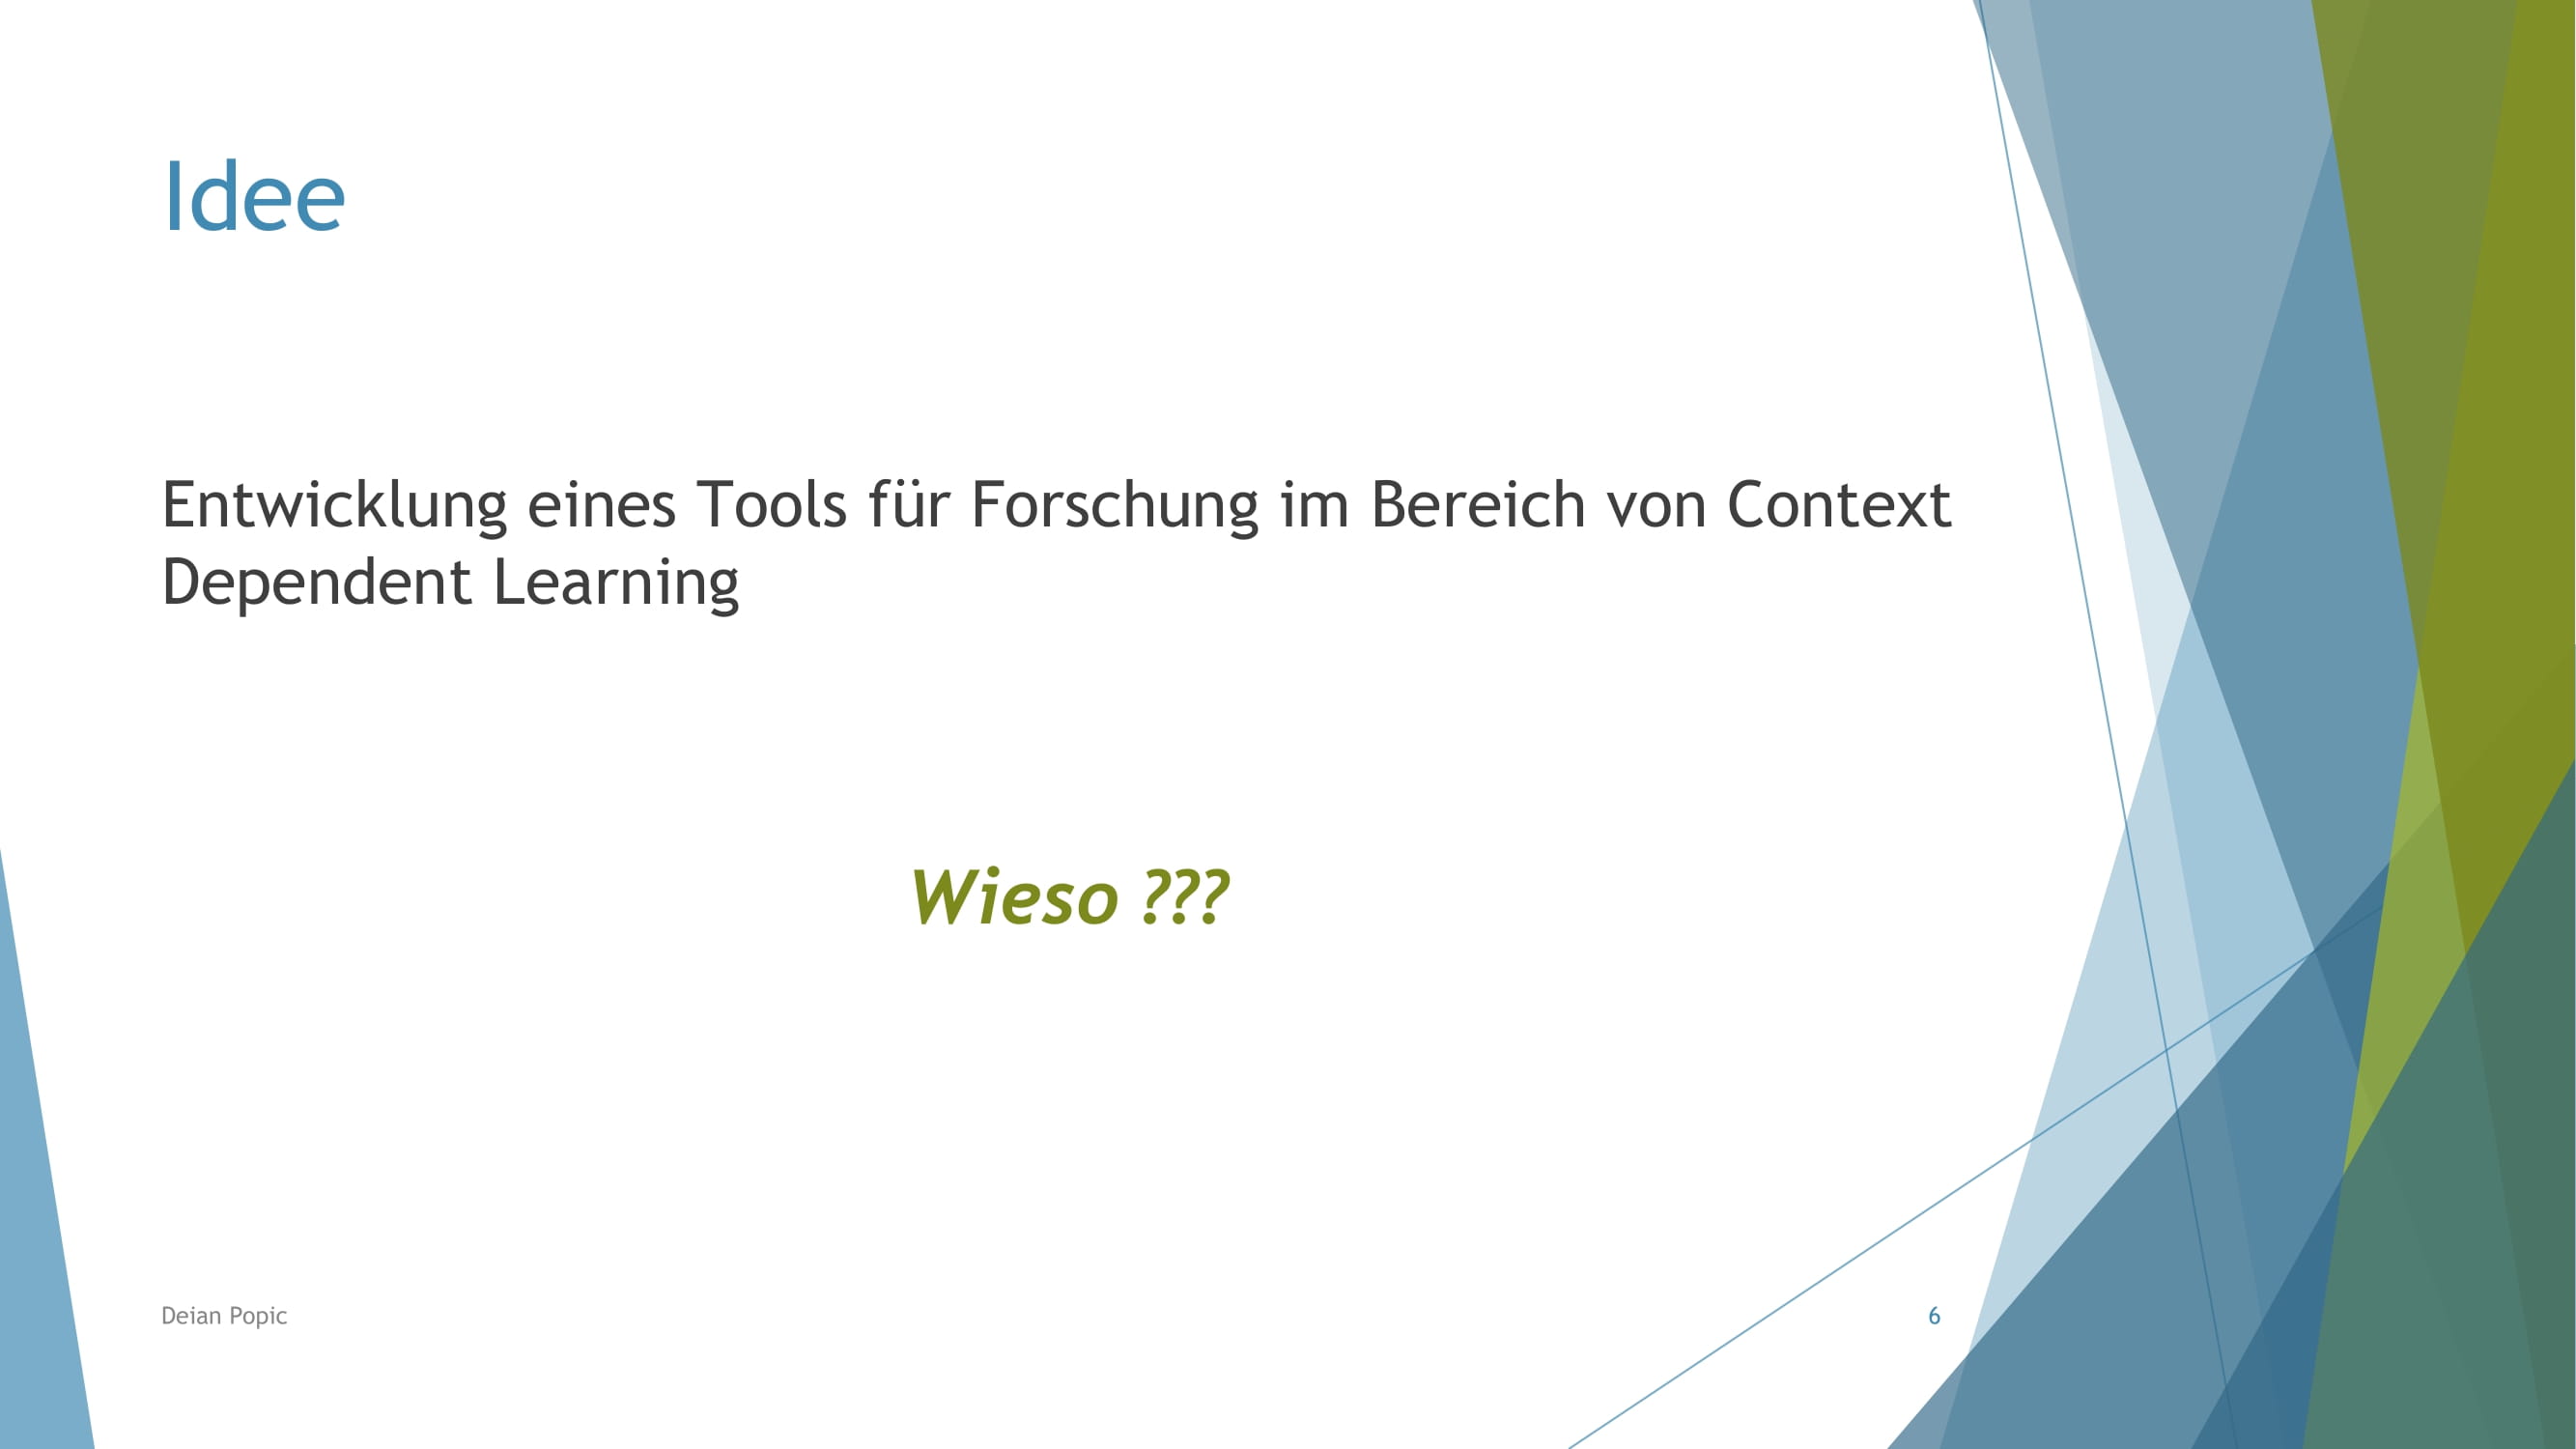 Idee
Entwicklung eines Tools für Forschung im Bereich von Context
Dependent Learning
Wieso ???
Deian Popic
6